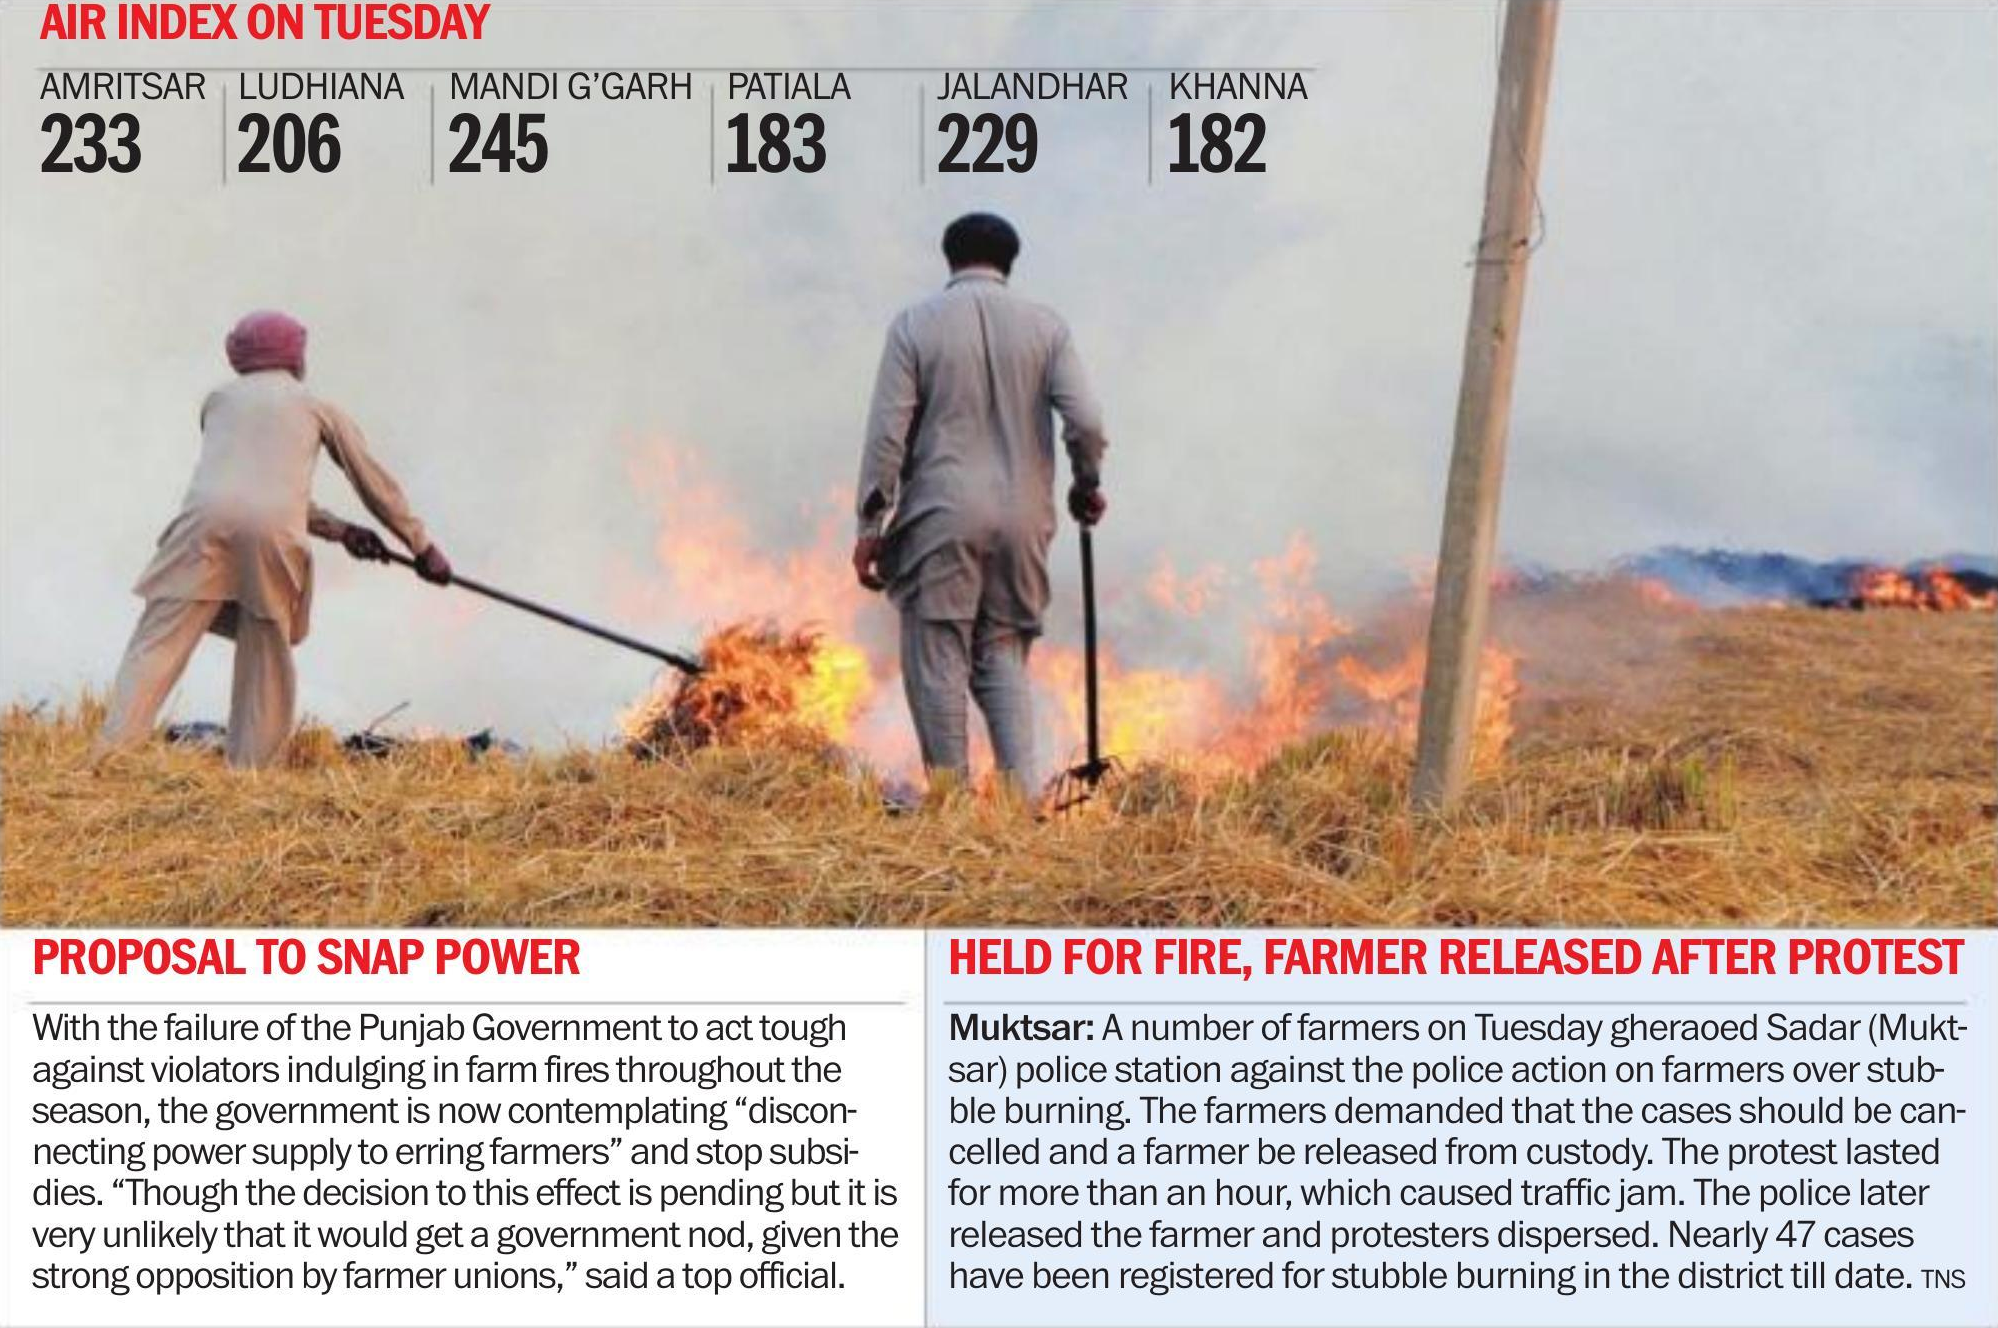 AIR INDEX ON TUESDAY
AMRITSAR LUDHIANA MANDI G’GARH PATIALA JALANDHAR KHANNA
233 206 245 183 229 182
PROPOSAL TO SNAP POWER
With the failure of the Punjab Government to act tough
against violators indulging in farm fires throughout the
season, the government is now contemplating “discon-
necting power supply to erring farmers” and stop subsi-
dies. “Though the decision to this effect is pending but it is
very unlikely that it would get a government nod, given the
strong opposition by farmer unions,” said a top official.
HELD FOR FIRE, FARMER RELEASED AFTER PROTEST
Muktsar: A number of farmers on Tuesday gheraoed Sadar (Mukt-
sar) police station against the police action on farmers over stub-
ble burning. The farmers demanded that the cases should be can-
celled and a farmer be released from custody. The protest lasted
for more than an hour, which caused traffic jam. The police later
released the farmer and protesters dispersed. Nearly 47 cases
have been registered for stubble burning in the district till date. TNS